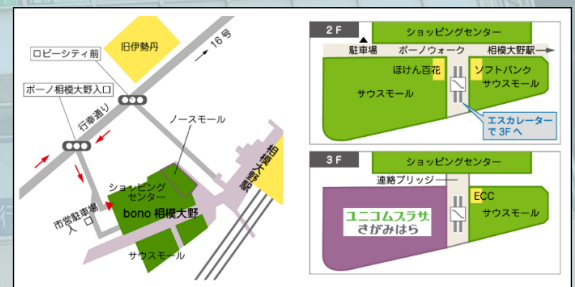 旧伊勢丹
16号
ロビーシティ前
ボーノ相模大野入口
行幸道り
ノースモール
相模大野駅
ショッピング
センター
bono 相模大野
市営駐車場
入口
サウスモール
2F
ショッピングセンター
駐車場
ボーノウォーク
相模大野駅
ほけん百花
ソフトバンク
サウスモール
サウスモール
エスカレーター
で 3F へ
3F
ショッピングセンター
連絡ブリッジ
ECC
ユニコムプラザ
さがみはら
サウスモール